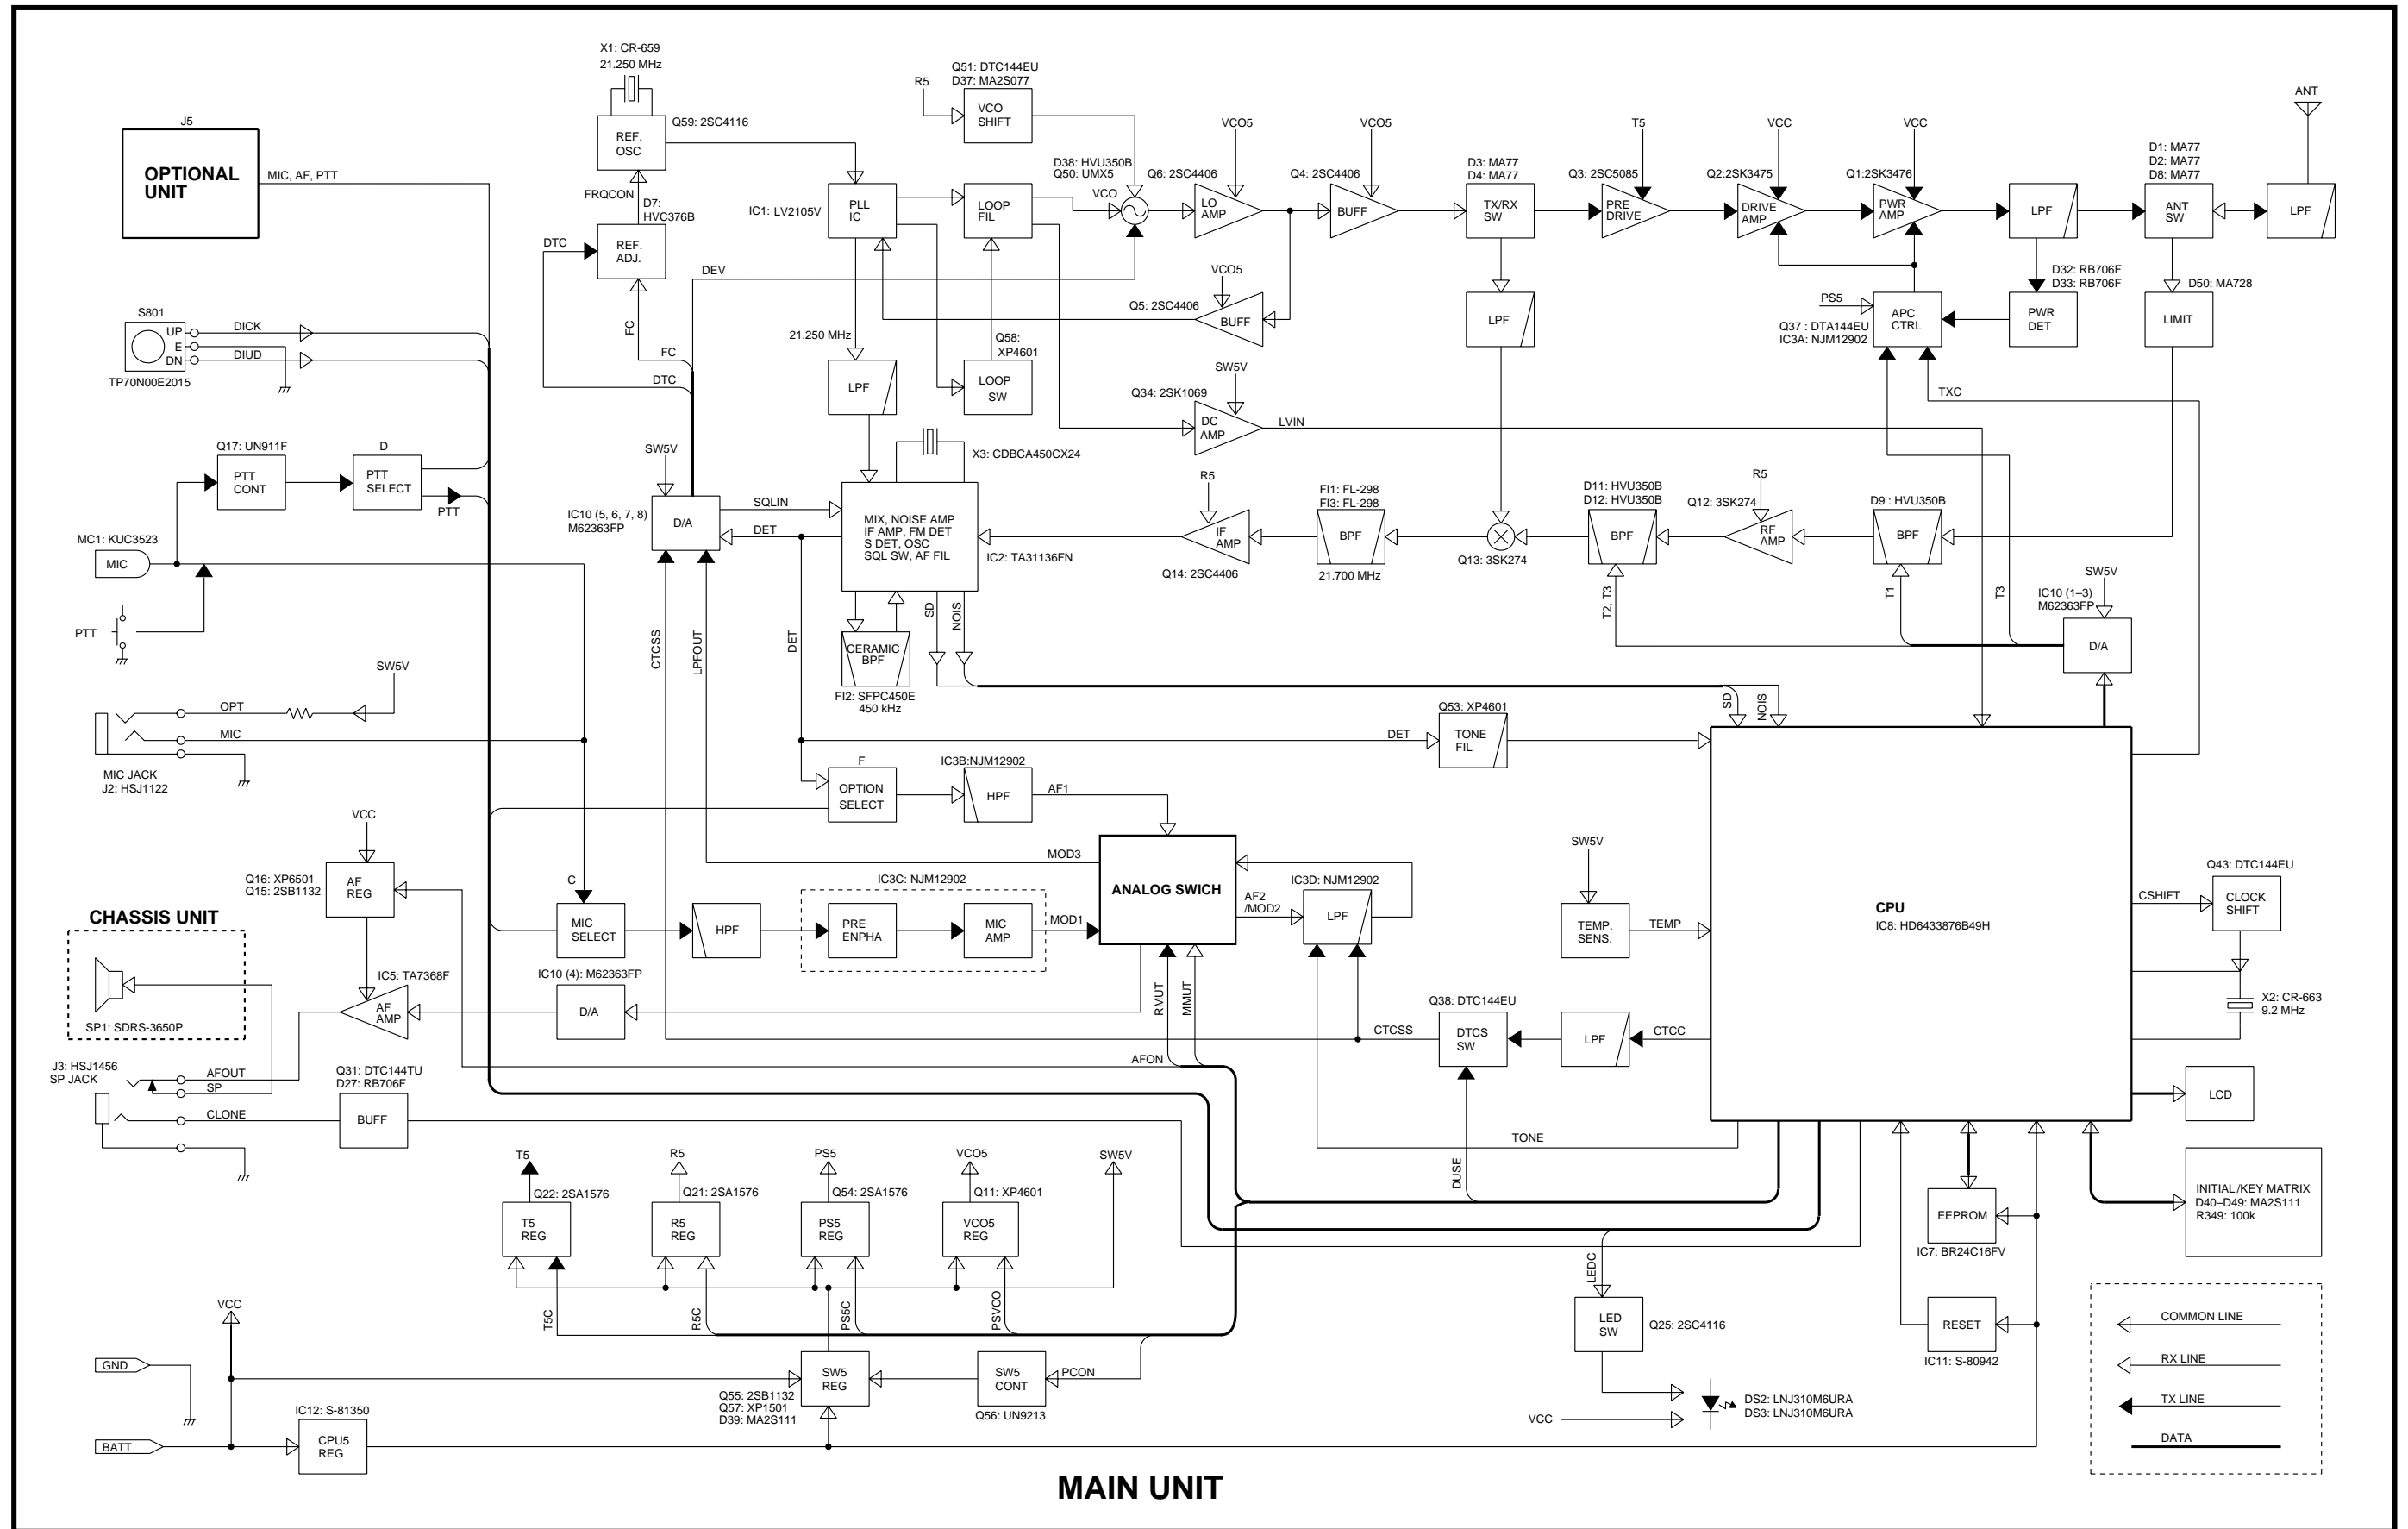 X1: CR-659
21.250 MHz
Q51: DTC144EU
D37: MA2S077
R5
VCO
SHIFT
ANT
J5
OPTIONAL
UNIT
MIC, AF, PTT
REF.
OSC
Q59: 2SC4116
FRQCON
D7:
HVC376B
DTC
REF.
ADJ.
IC1: LV2105V
PLL
IC
LOOP
FIL
D38: HVU350B
Q50: UMX5
VCO
Q6: 2SC4406
VCO5
LO
AMP
Q4: 2SC4406
VCO5
BUFF
D3: MA77
D4: MA77
TX/RX
SW
Q3: 2SC5085
T5
PRE
DRIVE
Q2:2SK3475
VCC
DRIVE
AMP
Q1:2SK3476
VCC
PWR
AMP
LPF
D1: MA77
D2: MA77
D8: MA77
ANT
SW
LPF
DEV
VCO5
Q5: 2SC4406
BUFF
LPF
PS5
APC
CTRL
Q37 : DTA144EU
IC3A: NJM12902
D32: RB706F
D33: RB706F
PWR
DET
D50: MA728
LIMIT
S801
UP
E
DN
DICK
DIUD
TP70N00E2015
FC
FC
DTC
21.250 MHz
LPF
Q58:
XP4601
LOOP
SW
SW5V
Q34: 2SK1069
DC
AMP
LVIN
TXC
Q17: UN911F
PTT
CONT
D
PTT
SELECT
PTT
X3: CDBCA450CX24
SW5V
IC10 (5, 6, 7, 8)
M62363FP
D/A
SQLIN
DET
MIX, NOISE AMP
IF AMP, FM DET
S DET, OSC
SQL SW, AF FIL
IC2: TA31136FN
R5
IF
AMP
Q14: 2SC4406
FI1: FL-298
FI3: FL-298
BPF
21.700 MHz
Q13: 3SK274
D11: HVU350B
D12: HVU350B
BPF
R5
Q12: 3SK274
RF
AMP
D9 : HVU350B
BPF
MC1: KUC3523
MIC
PTT
CTCSS
LPFOUT
DET
CERAMIC
BPF
FI2: SFPC450E
450 kHz
SD
NOIS
T2, T3
T1
T3
SW5V
IC10 (1–3)
M62363FP
D/A
SW5V
OPT
MIC
MIC JACK
J2: HSJ1122
SD
NOIS
Q53: XP4601
DET
TONE
FIL
F
OPTION
SELECT
IC3B:NJM12902
HPF
AF1
VCC
Q16: XP6501
Q15: 2SB1132
AF
REG
C
MIC
SELECT
HPF
IC3C: NJM12902
PRE
ENPHA
MIC
AMP
MOD1
MOD3
ANALOG SWICH
AF2
/MOD2
IC3D: NJM12902
LPF
SW5V
TEMP.
SENS.
TEMP
CPU
IC8: HD6433876B49H
Q43: DTC144EU
CSHIFT
CLOCK
SHIFT
X2: CR-663
9.2 MHz
CHASSIS UNIT
SP1: SDRS-3650P
IC5: TA7368F
AF
AMP
IC10 (4): M62363FP
D/A
RMUT
MMUT
AFON
CTCSS
Q38: DTC144EU
DTCS
SW
LPF
CTCC
J3: HSJ1456
SP JACK
AFOUT
SP
CLONE
Q31: DTC144TU
D27: RB706F
BUFF
LCD
TONE
DUSE
T5
Q22: 2SA1576
T5
REG
R5
Q21: 2SA1576
R5
REG
PS5
Q54: 2SA1576
PS5
REG
VCO5
Q11: XP4601
VCO5
REG
SW5V
EEPROM
IC7: BR24C16FV
INITIAL/KEY MATRIX
D40–D49: MA2S111
R349: 100k
LEDC
T5C
R5C
PS5C
PSVCO
VCC
LED
SW
Q25: 2SC4116
RESET
IC11: S-80942
COMMON LINE
RX LINE
TX LINE
DATA
GND
SW5
REG
Q55: 2SB1132
Q57: XP1501
D39: MA2S111
SW5
CONT
Q56: UN9213
PCON
DS2: LNJ310M6URA
DS3: LNJ310M6URA
VCC
IC12: S-81350
BATT
CPU5
REG
MAIN UNIT